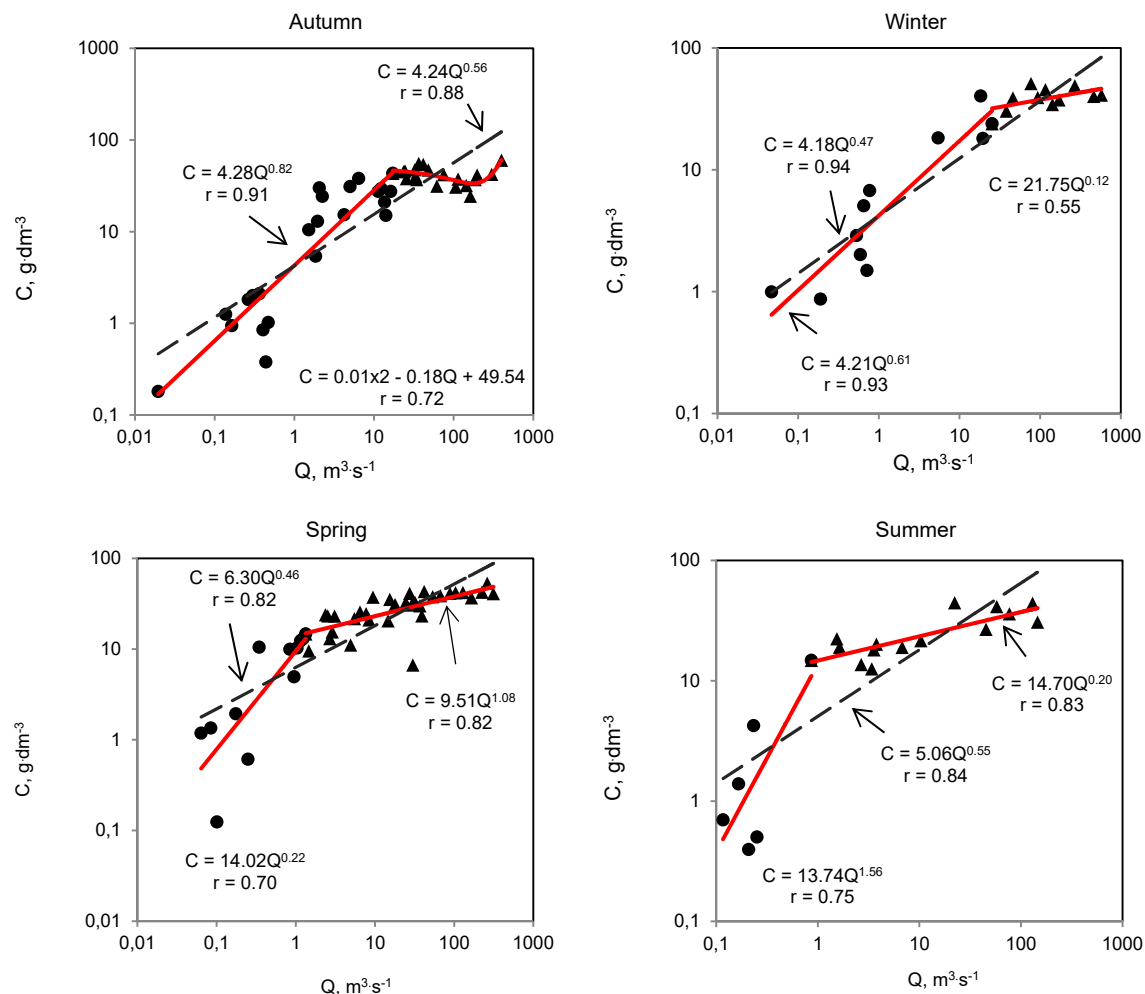 Autumn
1000
100
10
1
0,1
0,01
0,1
1
10
100
1000
C, g·dm-3
Q, m3·s-1
C = 4.24Q0.56
r = 0.88
C = 4.28Q0.82
r = 0.91
C = 0.01x2 - 0.18Q + 49.54
r = 0.72
Winter
100
10
1
0,1
0,01
0,1
1
10
100
1000
C, g·dm-3
Q, m3·s-1
C = 4.18Q0.47
r = 0.94
C = 21.75Q0.12
r = 0.55
C = 4.21Q0.61
r = 0.93
Spring
100
10
1
0,1
0,01
0,01
0,1
1
10
100
1000
C, g·dm-3
Q, m3·s-1
C = 6.30Q0.46
r = 0.82
C = 9.51Q1.08
r = 0.82
C = 14.02Q0.22
r = 0.70
Summer
100
10
1
0,1
0,1
1
10
100
1000
C, g·dm-3
Q, m3·s-1
C = 14.70Q0.20
r = 0.83
C = 5.06Q0.55
r = 0.84
C = 13.74Q1.56
r = 0.75